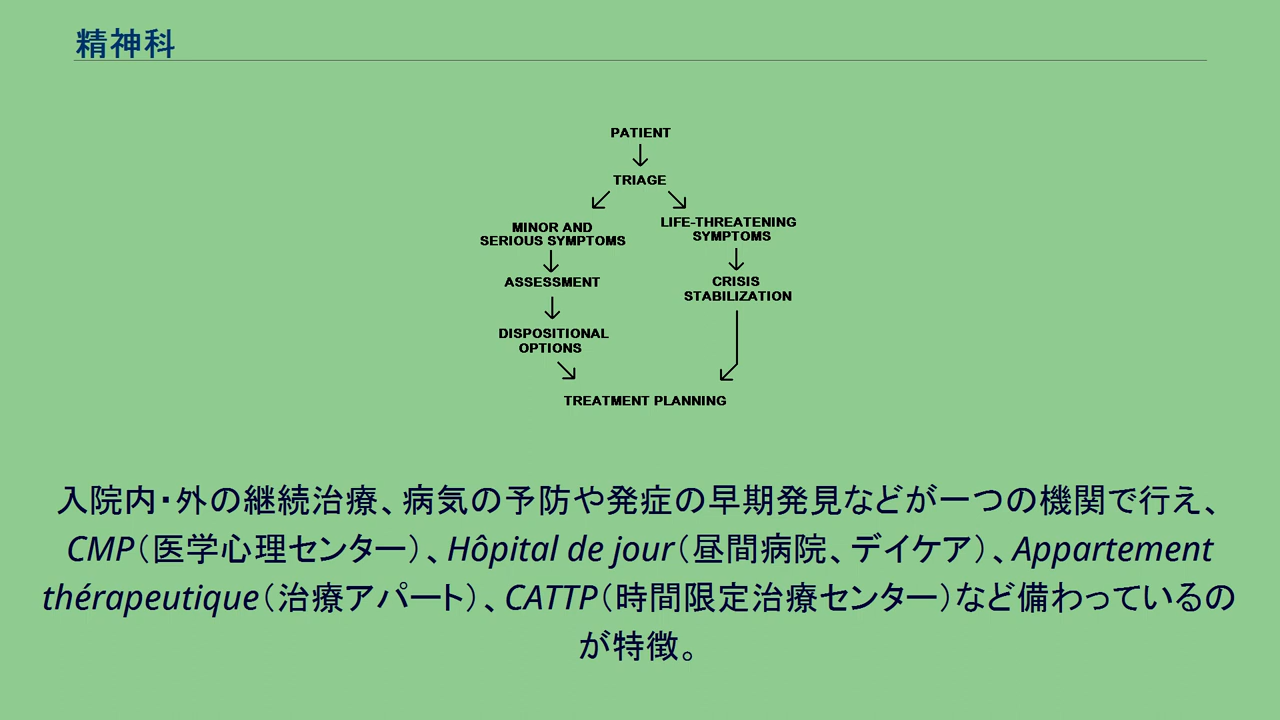 精神科
PATIENT
TRIAGE
MINOR AND
SERIOUS SYMPTOMS
LIFE-THREATENING
SYMPTOMS
ASSESSMENT
CRISIS
STABILIZATION
DISPOSITIONAL
OPTIONS
TREATMENT PLANNING
入院内・外の継続治療、病気の予防や発症の早期発見などが一つの機関で行え、
CMP（医学心理センター）、Hôpital de jour（昼間病院、デイケア）、Appartement
thérapeutique（治療アパート）、CATTP（時間限定治療センター）など備わっているの
が特徴。